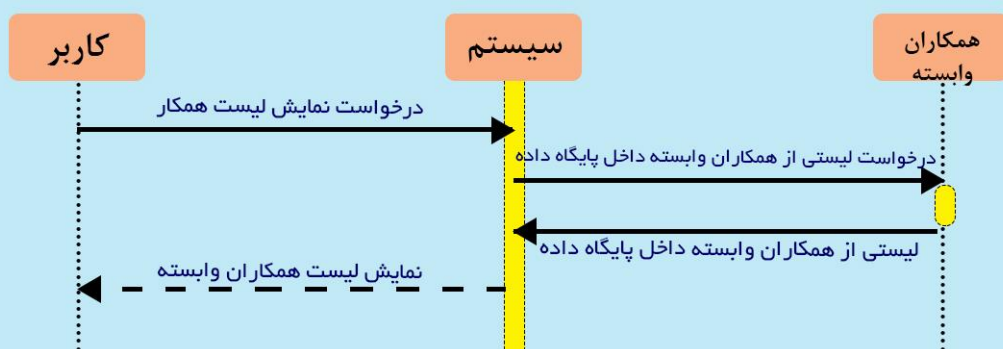 کاربر
سیستم
همکاران
وابسته
درخواست نمایش لیست همکار
درخواست لیستی از همکاران وابسته داخل پایگاه داده
لیستی از همکاران وابسته داخل پایگاه داده
نمایش لیست همکاران وابسته